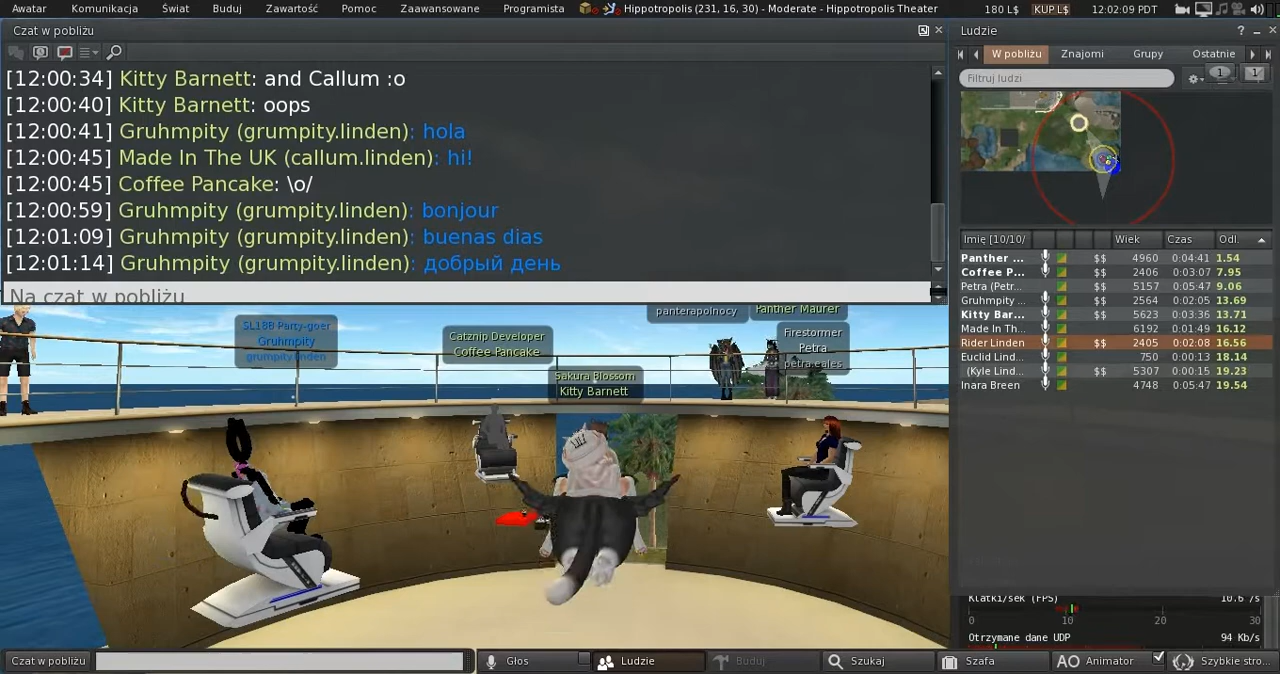 Awatar Komunikacja Świat Buduj Zawartość Pomoc Zaawansowane Programista Hippotropolis (231, 16, 30) - Moderate - Hippotropolis Theater 180 L$ KUP L$ 12:02:09 PDT
Czat w pobliżu
[12:00:34] Kitty Barnett: and Callum :o
[12:00:40] Kitty Barnett: oops
[12:00:41] Gruhmpity (grumpity.linden): hola
[12:00:45] Made In The UK (callum.linden): hi!
[12:00:45] Coffee Pancake: \o/
[12:00:59] Gruhmpity (grumpity.linden): bonjour
[12:01:09] Gruhmpity (grumpity.linden): buenas dias
[12:01:14] Gruhmpity (grumpity.linden): добрый день
Na czat w pobliżu
SL18B Party-goer
Gruhmpity
grumpity.linden
Catznip Developer
Coffee Pancake
Sakura Blossom
Kitty Barnett
panterapolnocy
Panther Maurer
Firestormer
Petra
petra.eales
Ludzie
W pobliżu Znajomi Grupy Ostatnie
Filtruj ludzi
1 1
Imię [10/10/ Wiek Czas Odl.
Panther ... $$ 4960 0:04:41 1.54
Coffee P... $$ 2406 0:03:07 7.95
Petra (Petr... $$ 5157 0:05:47 9.06
Gruhmpity ... $$ 2564 0:02:05 13.69
Kitty Bar... $$ 5623 0:03:36 13.71
Made In Th... 6192 0:01:49 16.12
Rider Linden $$ 2405 0:02:08 16.56
Euclid Lind... 750 0:00:13 18.14
(Kyle Lind... $$ 5307 0:00:15 19.23
Inara Breen 4748 0:05:47 19.54
Klatki/sek (FPS) 10.6 /s
0 10 20 30
Otrzymane dane UDP 94 Kb/s
Czat w pobliżu Głos Ludzie Buduj Szukaj Szafa AO Animator Szybkie stro...